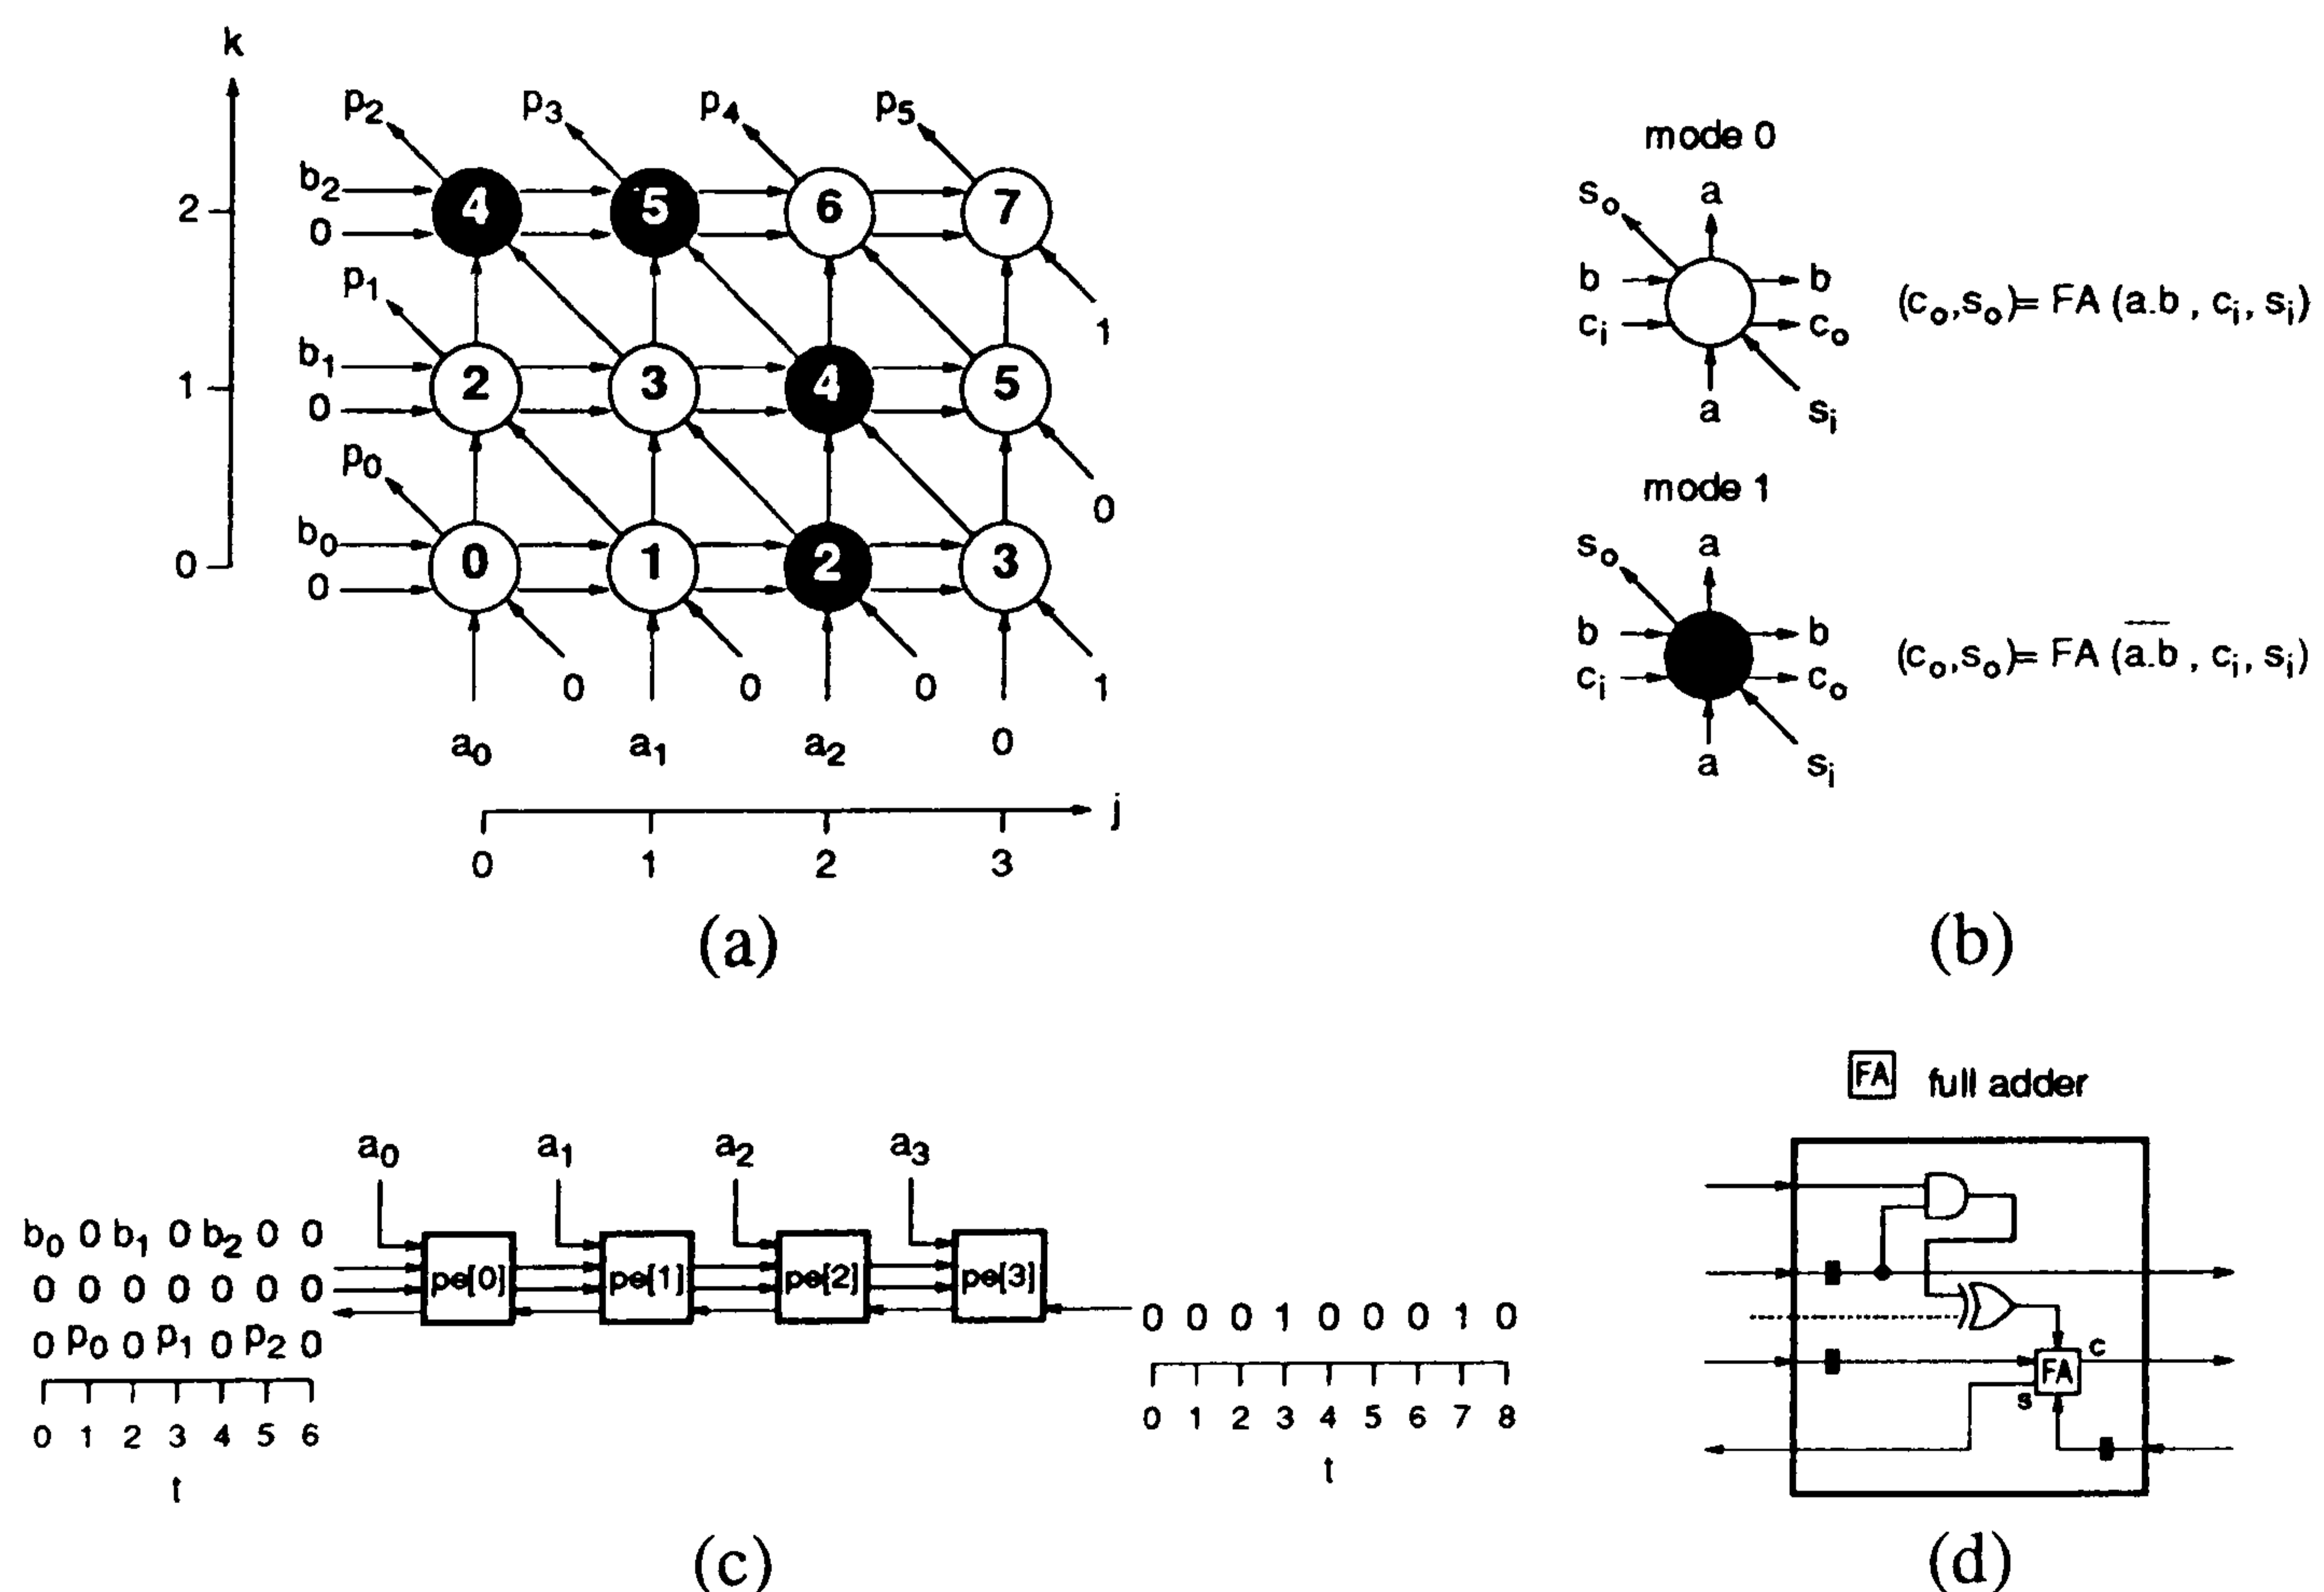 k
p2 p3 p4 p5
b2 4 5 6 7
2
0
p1
1
b1 2 3 4 5
1
0
p0
0
b0 0 1 2 3
0
0
0 0 0 1
a0 a1 a2 0
j
0 1 2 3
(a)
mode 0
so a
b b
ci co
a si
(co,so)= FA (a.b , ci, si)
mode 1
so a
b b
ci co
a si
(co,so)= FA (a̅.̅b̅ , ci, si)
(b)
a0 a1 a2 a3
b0 0 b1 0 b2 0 0
0 0 0 0 0 0 0
0 p0 0 p1 0 p2 0
pe[0] pe[1] pe[2] pe[3]
0 0 0 1 0 0 0 1 0
0 1 2 3 4 5 6
t
0 1 2 3 4 5 6 7 8
t
(c)
FA full adder
c
FA
s
(d)